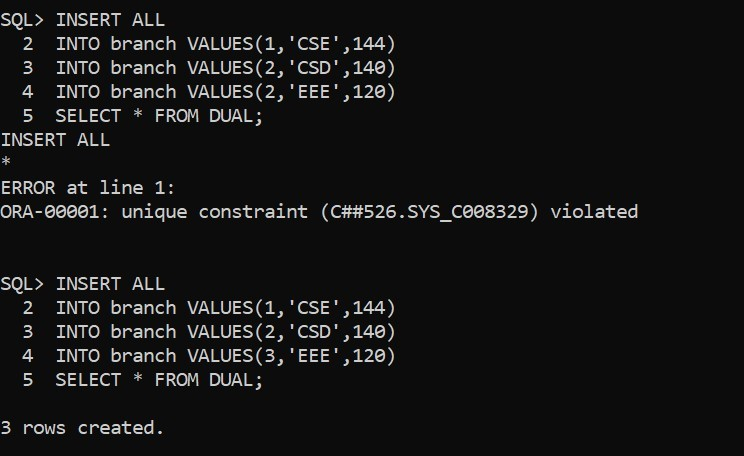 SQL> INSERT ALL
2 INTO branch VALUES(1,'CSE',144)
3 INTO branch VALUES(2,'CSD',140)
4 INTO branch VALUES(2,'EEE',120)
5 SELECT * FROM DUAL;
INSERT ALL
*
ERROR at line 1:
ORA-00001: unique constraint (C##526.SYS_C008329) violated
SQL> INSERT ALL
2 INTO branch VALUES(1,'CSE',144)
3 INTO branch VALUES(2,'CSD',140)
4 INTO branch VALUES(3,'EEE',120)
5 SELECT * FROM DUAL;
3 rows created.